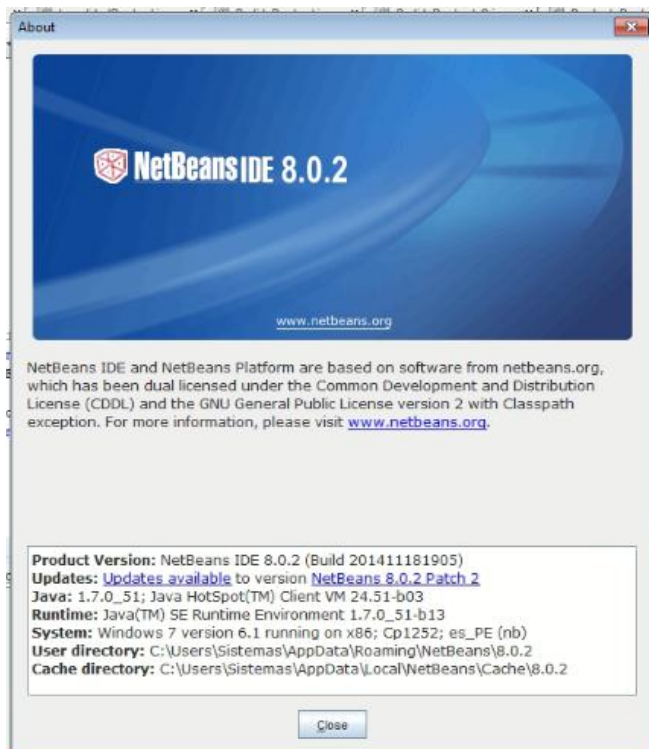 About
NetBeans IDE 8.0.2
www.netbeans.org
NetBeans IDE and NetBeans Platform are based on software from netbeans.org,
which has been dual licensed under the Common Development and Distribution
License (CDDL) and the GNU General Public License version 2 with Classpath
exception. For more information, please visit www.netbeans.org.
Product Version: NetBeans IDE 8.0.2 (Build 201411181905)
Updates: Updates available to version NetBeans 8.0.2 Patch 2
Java: 1.7.0_51; Java HotSpot(TM) Client VM 24.51-b03
Runtime: Java(TM) SE Runtime Environment 1.7.0_51-b13
System: Windows 7 version 6.1 running on x86; Cp1252; es_PE (nb)
User directory: C:\Users\Sistemas\AppData\Roaming\NetBeans\8.0.2
Cache directory: C:\Users\Sistemas\AppData\Local\NetBeans\Cache\8.0.2
Close